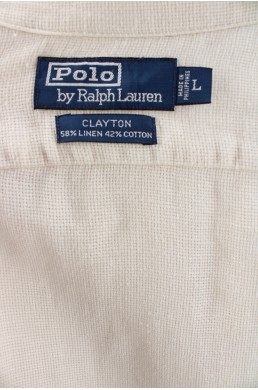 Polo
by Ralph Lauren
MADE IN
PHILIPPINES
L
CLAYTON
58% LINEN 42% COTTON